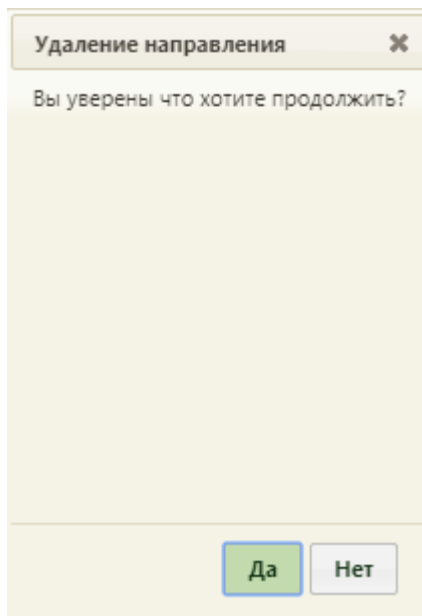 Удаление направления
Вы уверены что хотите продолжить?
Да Нет